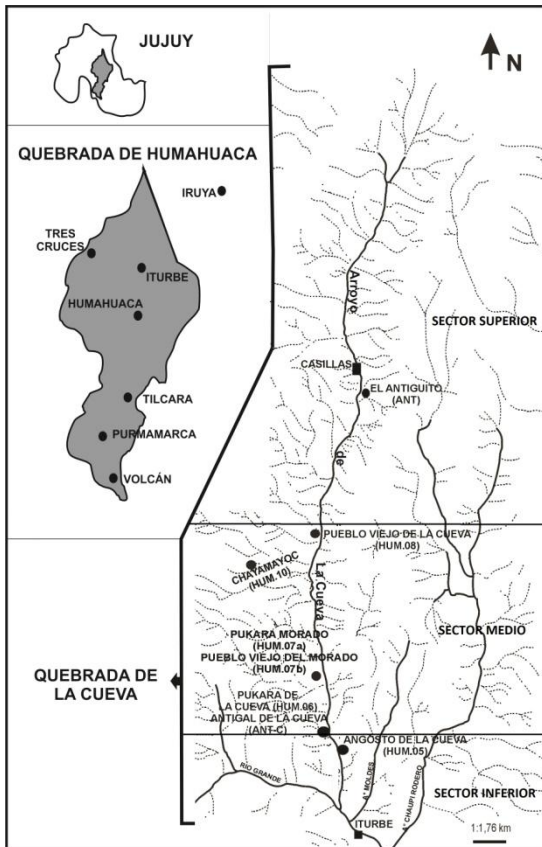 JUJUY
N
QUEBRADA DE HUMAHUACA
IRUYA
TRES
CRUCES
ITURBE
HUMAHUACA
TILCARA
PURMAMARCA
VOLCÁN
QUEBRADA DE
LA CUEVA
Arroyo
de
La Cueva
SECTOR SUPERIOR
CASILLAS
EL ANTIGUITO
(ANT)
PUEBLO VIEJO DE LA CUEVA
(HUM.08)
CHAYAMAYOC
(HUM.10)
SECTOR MEDIO
PUKARA MORADO
(HUM.07a)
PUEBLO VIEJO DEL MORADO
(HUM.07b)
PUKARA DE
LA CUEVA (HUM.06)
ANTIGAL DE LA CUEVA
(ANT-C)
ANGOSTO DE LA CUEVA
(HUM.05)
RIO GRANDE
A° MOLDES
A° CHAUPI RODERO
SECTOR INFERIOR
ITURBE
1:1,76 km